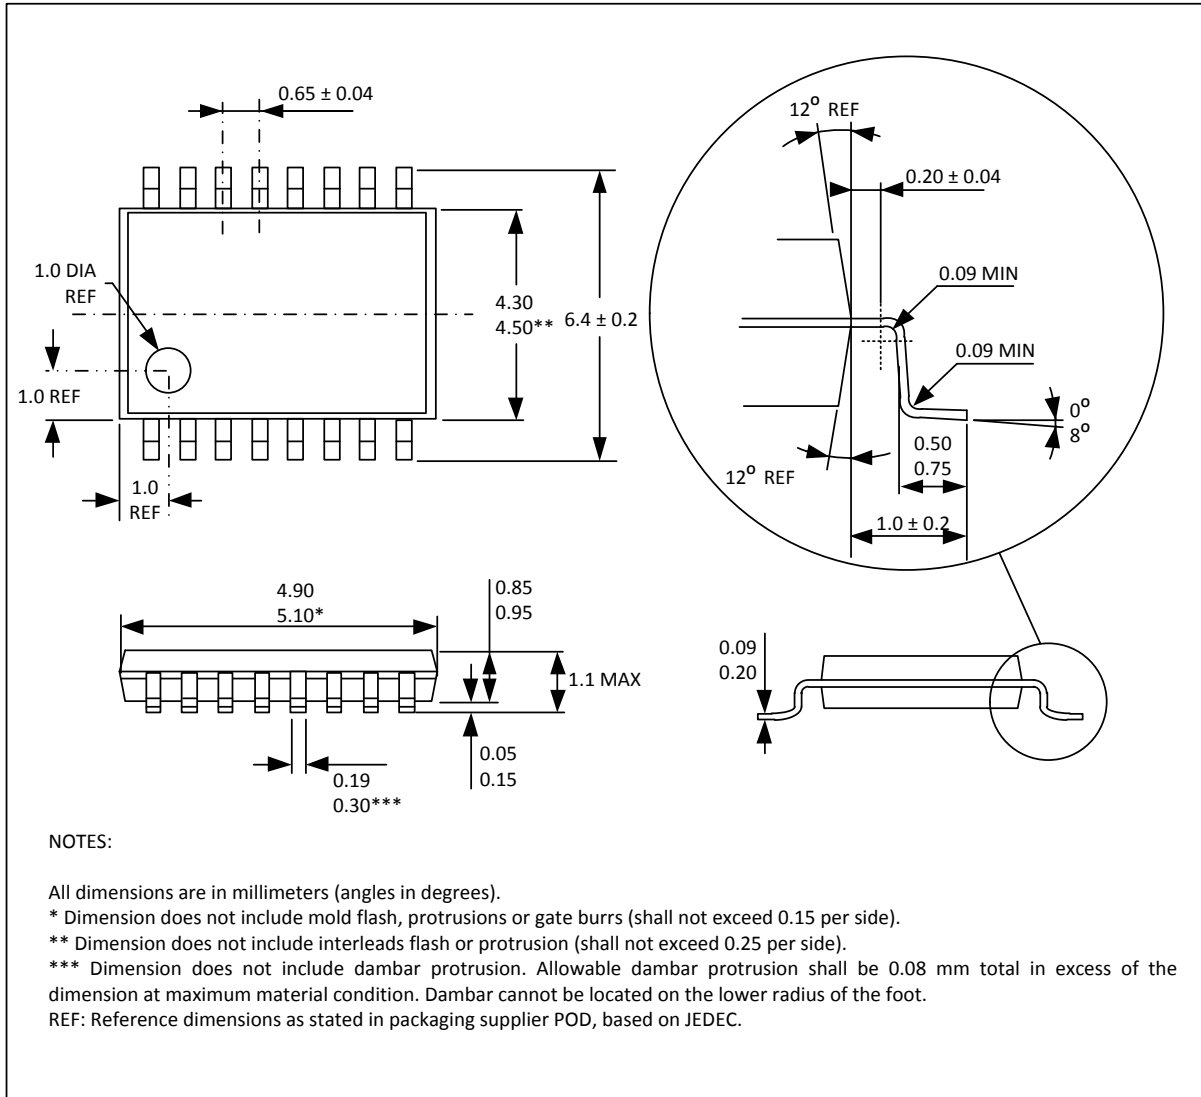 0.65 ± 0.04
1.0 DIA
REF
4.30
4.50**
6.4 ± 0.2
1.0 REF
1.0
REF
12° REF
0.20 ± 0.04
0.09 MIN
0.09 MIN
0°
8°
0.50
0.75
12° REF
1.0 ± 0.2
4.90
5.10*
0.85
0.95
1.1 MAX
0.05
0.15
0.19
0.30***
0.09
0.20
NOTES:
All dimensions are in millimeters (angles in degrees).
* Dimension does not include mold flash, protrusions or gate burrs (shall not exceed 0.15 per side).
** Dimension does not include interleads flash or protrusion (shall not exceed 0.25 per side).
*** Dimension does not include dambar protrusion. Allowable dambar protrusion shall be 0.08 mm total in excess of the
dimension at maximum material condition. Dambar cannot be located on the lower radius of the foot.
REF: Reference dimensions as stated in packaging supplier POD, based on JEDEC.